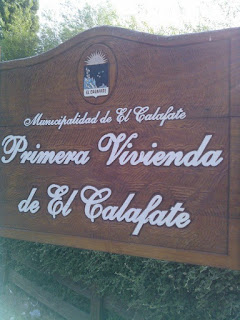 EL CALAFATE
Municipalidad de El Calafate
Primera Vivienda
de El Calafate